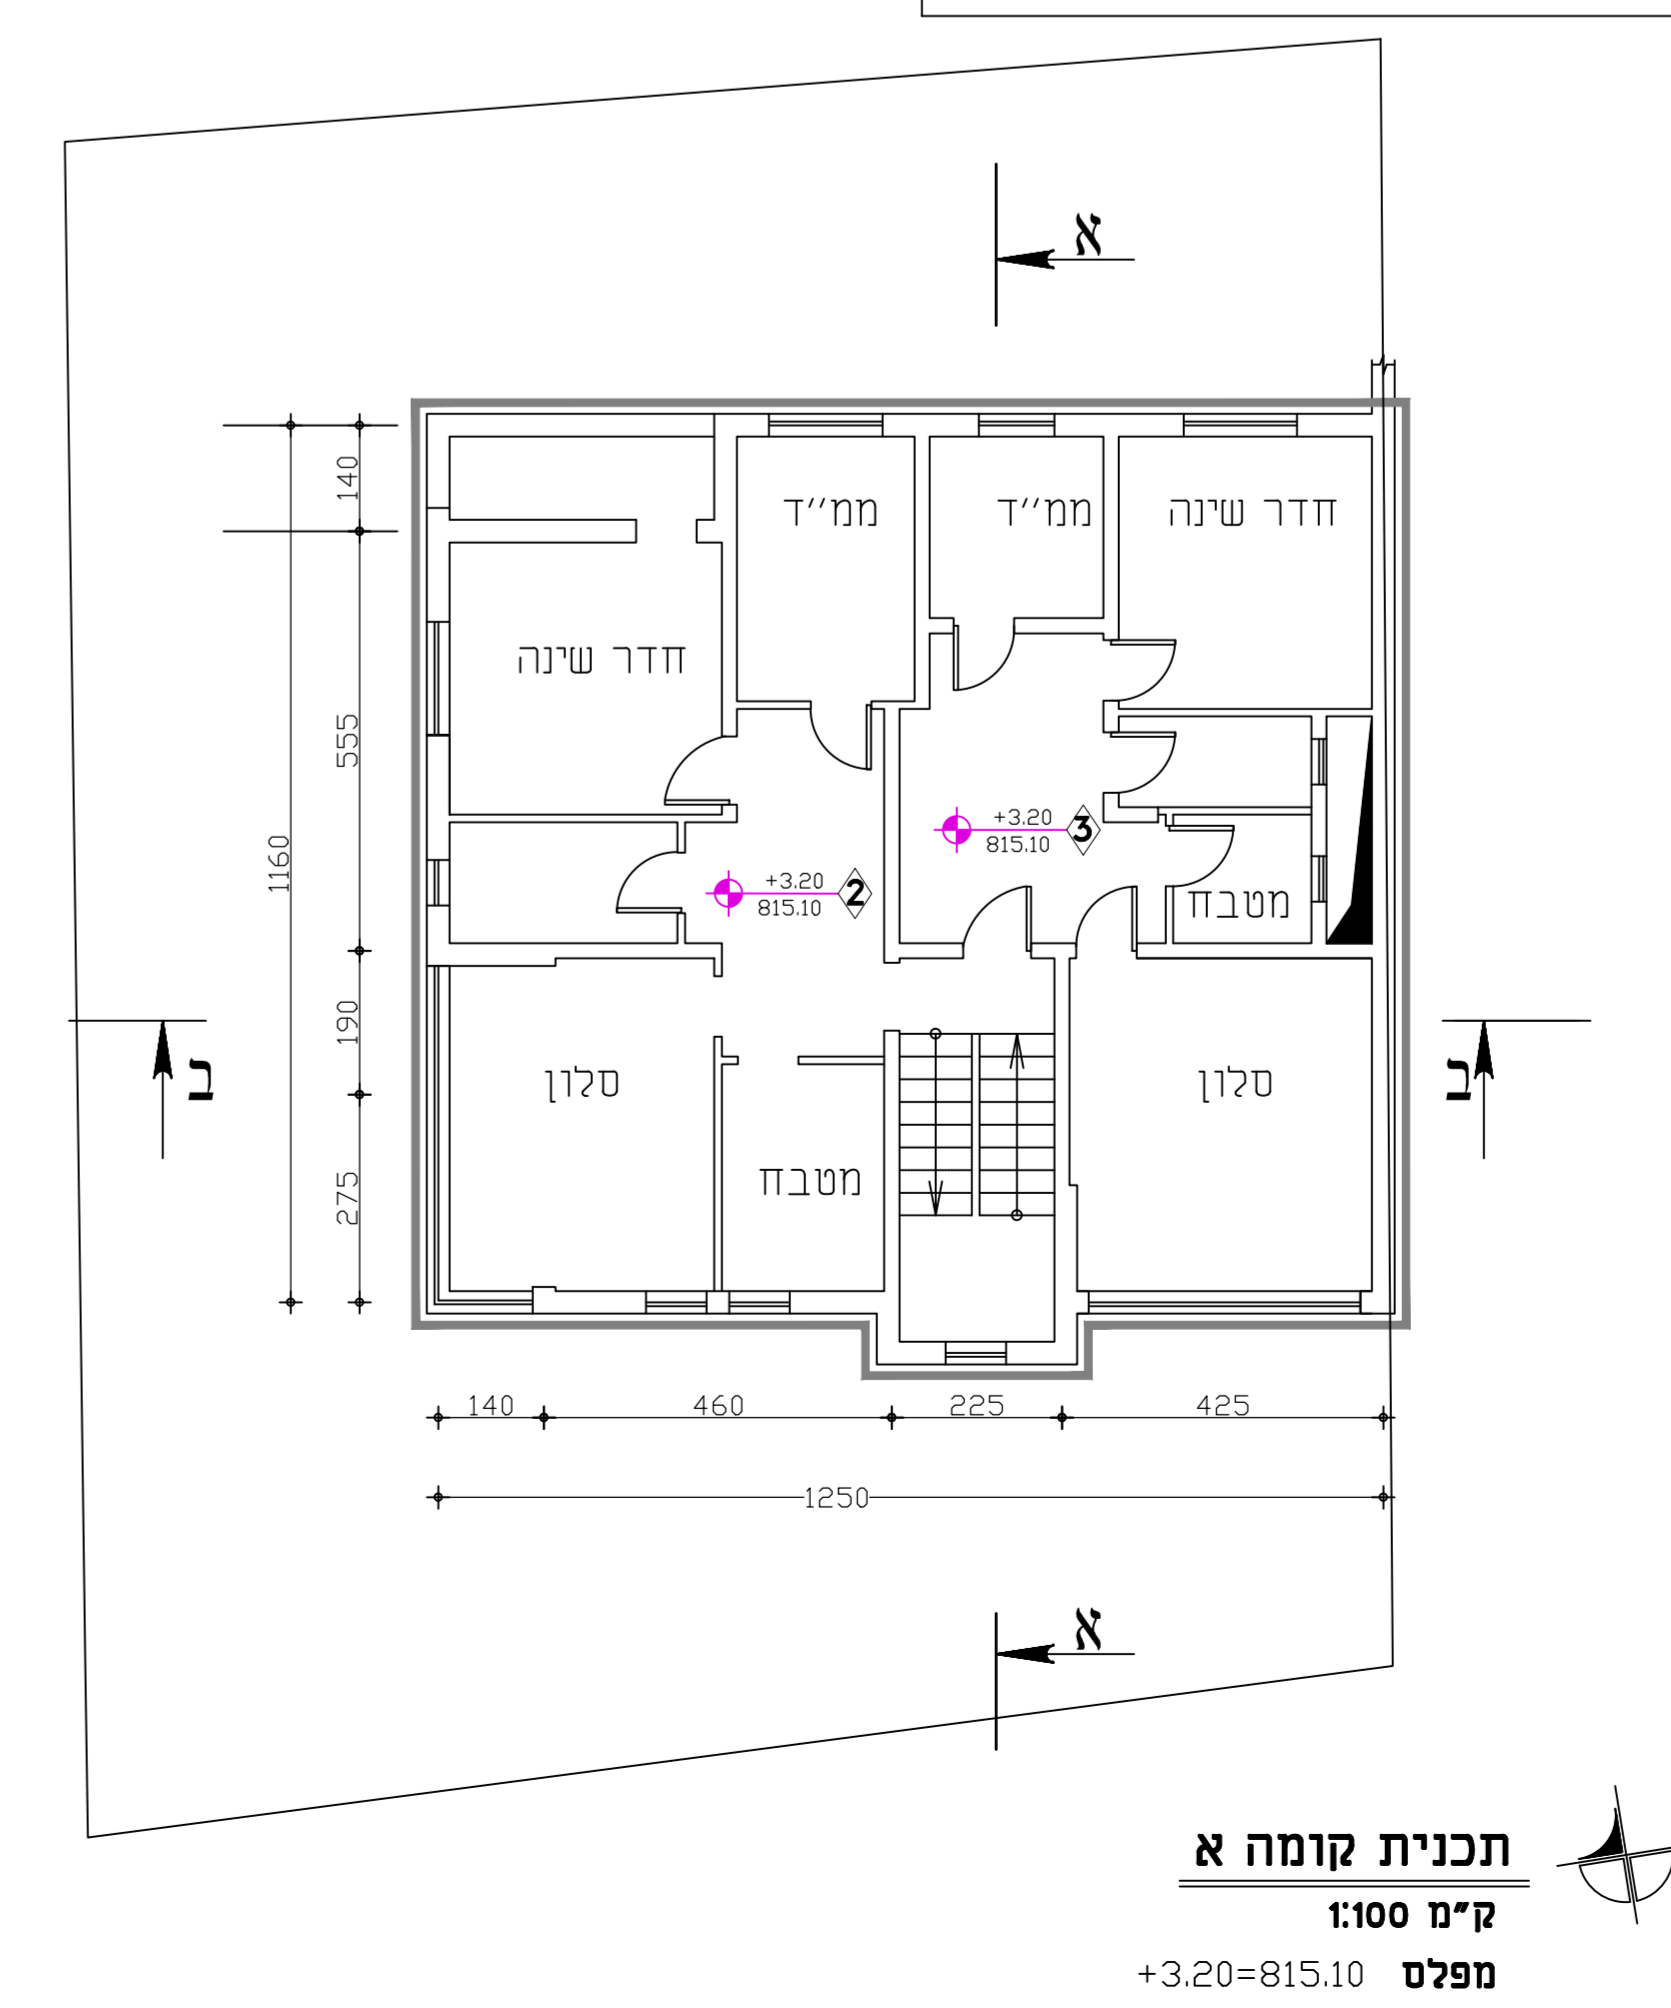 א
140
ממ״ד
ממ״ד
חדר שינה
חדר שינה
555
+3.20
815.10
3
1160
+3.20
815.10
2
מטבח
190
ב
סלון
סלון
ב
275
מטבח
140
460
225
425
1250
א
תכנית קומה א
ק״מ 1:100
מפלס +3.20=815.10